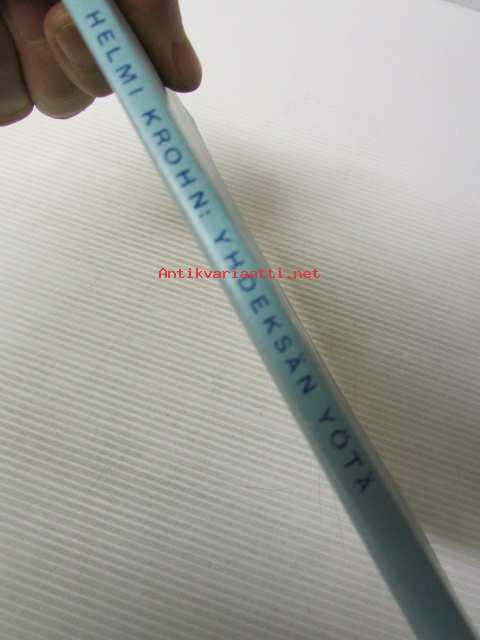 HELMI KROHN: YHDEKSÄN YÖTÄ
Antikvariaatti.net